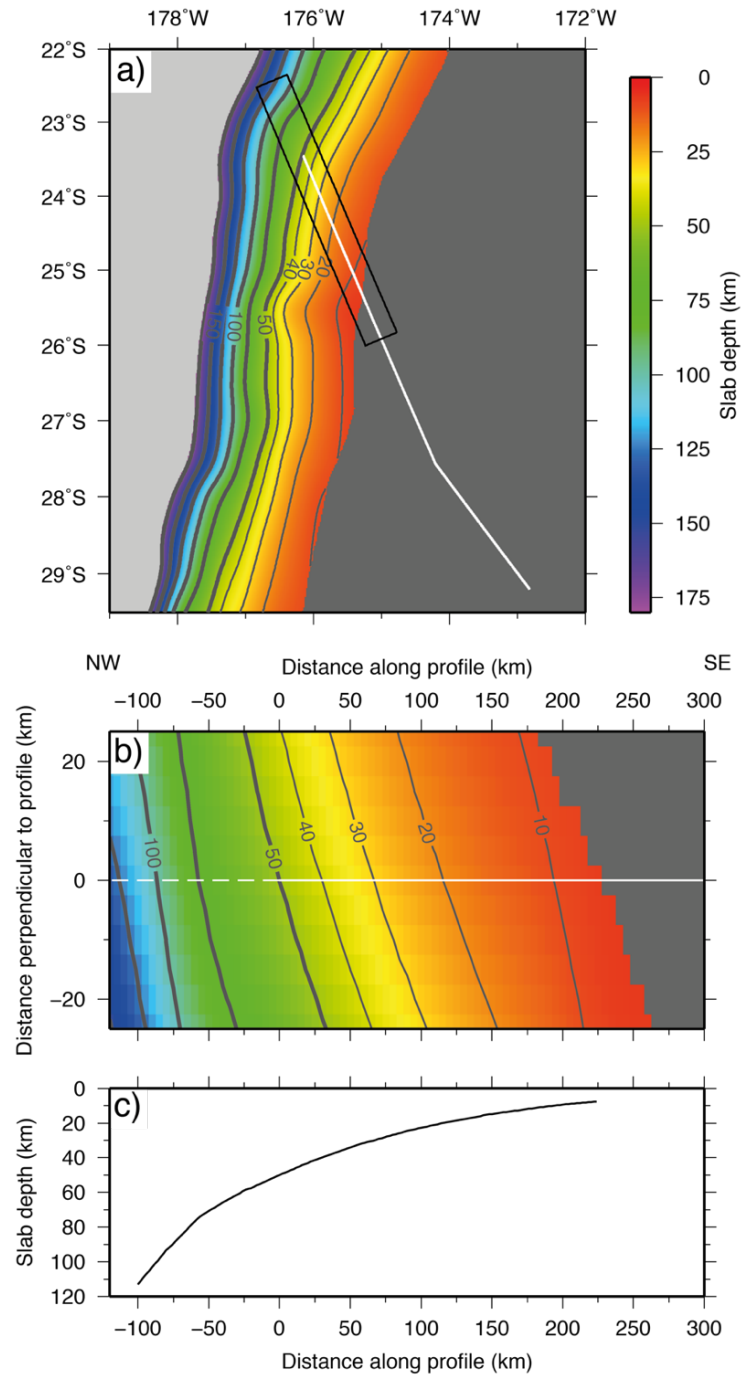 178˚W 176˚W 174˚W 172˚W
a)
22˚S
23˚S
24˚S
25˚S
26˚S
27˚S
28˚S
29˚S
40
30
20
100
50
0
25
50
75
100
125
150
175
Slab depth (km)
NW Distance along profile (km) SE
−100 −50 0 50 100 150 200 250 300
b)
Distance perpendicular to profile (km)
20
0
−20
100
50
40
30
20
10
c)
Slab depth (km)
0
20
40
60
80
100
120
−100 −50 0 50 100 150 200 250 300
Distance along profile (km)